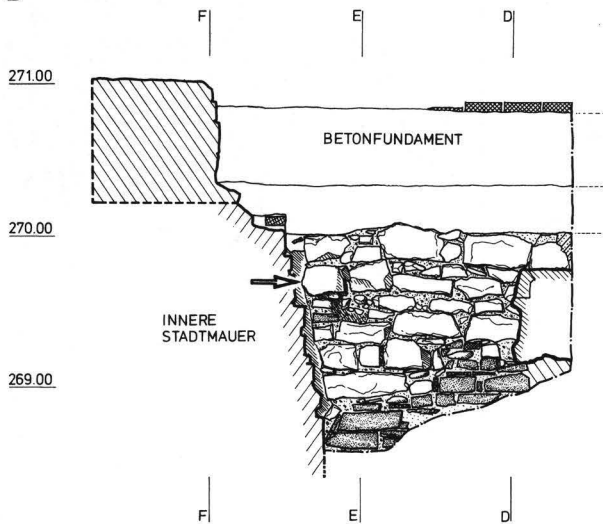 F E D
271.00
BETONFUNDAMENT
270.00
INNERE
STADTMAUER
269.00
F E D